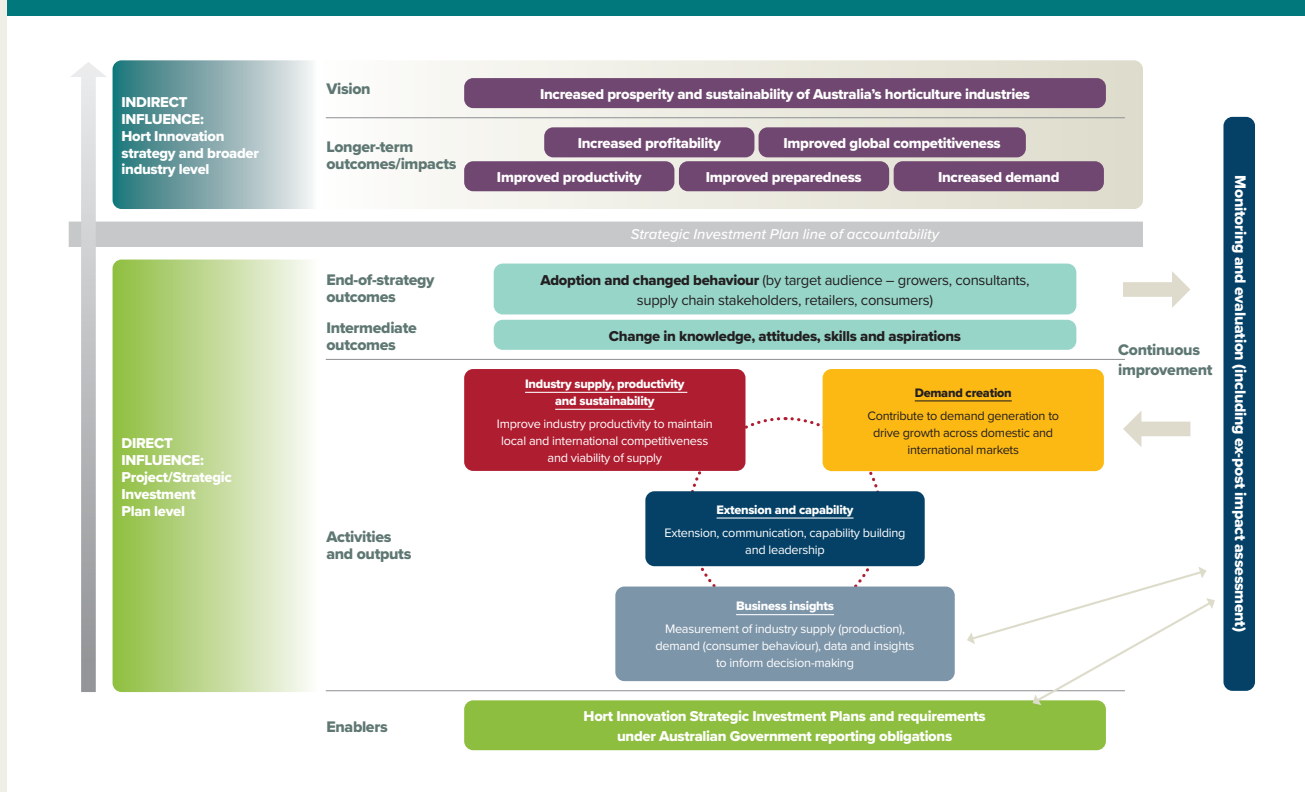 INDIRECT
INFLUENCE:
Hort Innovation
strategy and broader
industry level
Vision
Increased prosperity and sustainability of Australia's horticulture industries
Longer-term
outcomes/impacts
Increased profitability
Improved global competitiveness
Improved productivity
Improved preparedness
Increased demand
Strategic Investment Plan line of accountability
DIRECT
INFLUENCE:
Project/Strategic
Investment
Plan level
End-of-strategy
outcomes
Adoption and changed behaviour (by target audience – growers, consultants,
supply chain stakeholders, retailers, consumers)
Intermediate
outcomes
Change in knowledge, attitudes, skills and aspirations
Activities
and outputs
Industry supply, productivity
and sustainability
Improve industry productivity to maintain
local and international competitiveness
and viability of supply
Demand creation
Contribute to demand generation to
drive growth across domestic and
international markets
Extension and capability
Extension, communication, capability building
and leadership
Business insights
Measurement of industry supply (production),
demand (consumer behaviour), data and insights
to inform decision-making
Enablers
Hort Innovation Strategic Investment Plans and requirements
under Australian Government reporting obligations
Continuous
improvement
Monitoring and evaluation (including ex-post impact assessment)